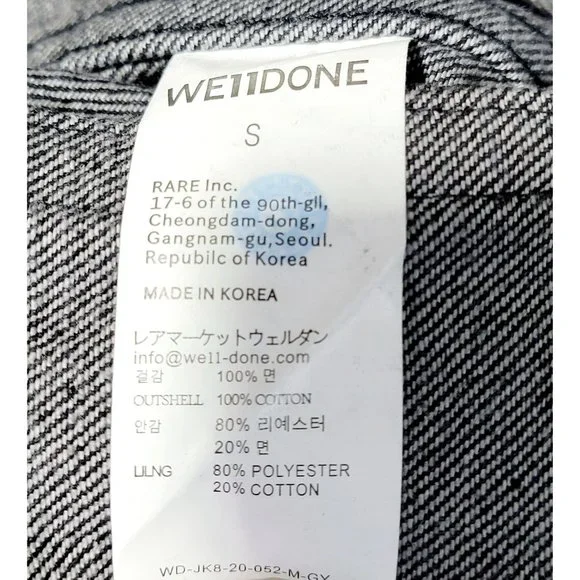 WE11DONE
S
RARE Inc.
17-6 of the 90th-gll,
Cheongdam-dong,
Gangnam-gu,Seoul.
Republic of Korea
MADE IN KOREA
レアマーケットウェルダン
info@we11-done.com
겉감 100% 면
OUTSHELL 100% COTTON
안감 80% 리에스터
20% 면
LILNG 80% POLYESTER
20% COTTON
WD-JK8-20-052-M-GY